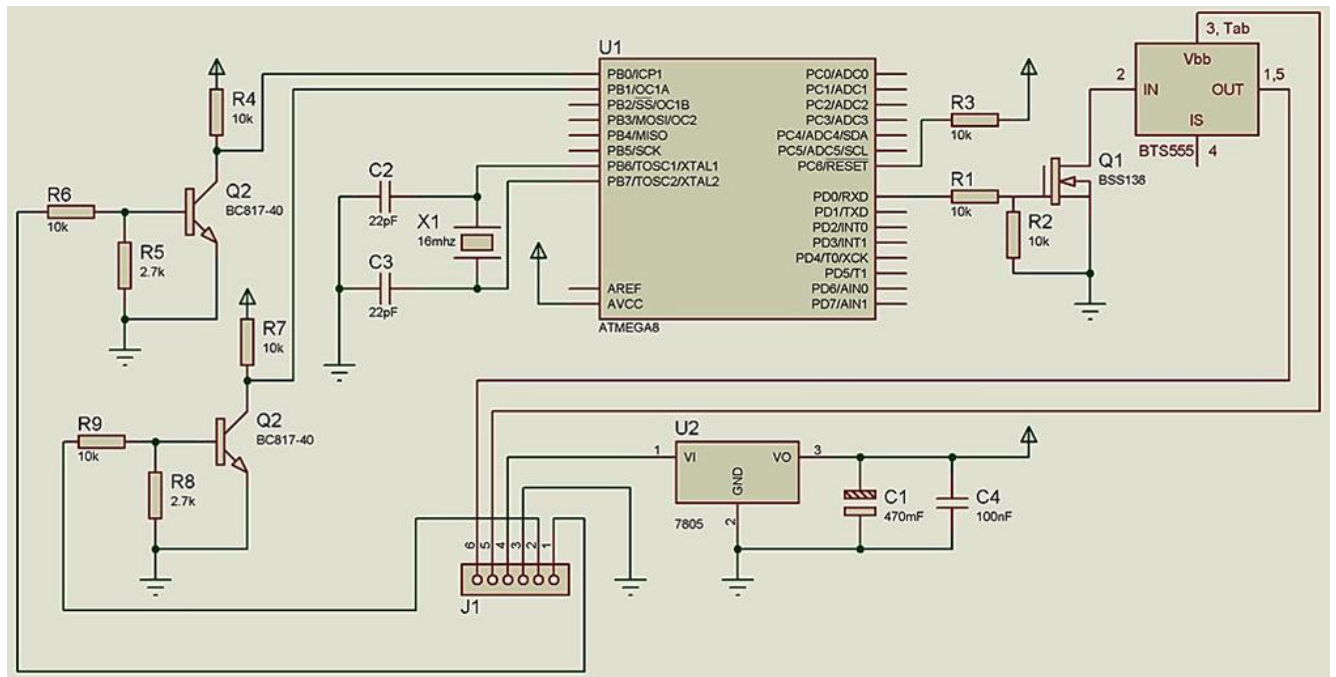 U1
PB0/ICP1
PB1/OC1A
PB2/SS/OC1B
PB3/MOSI/OC2
PB4/MISO
PB5/SCK
PB6/TOSC1/XTAL1
PB7/TOSC2/XTAL2
AREF
AVCC
PC0/ADC0
PC1/ADC1
PC2/ADC2
PC3/ADC3
PC4/ADC4/SDA
PC5/ADC5/SCL
PC6/RESET
PD0/RXD
PD1/TXD
PD2/INT0
PD3/INT1
PD4/T0/XCK
PD5/T1
PD6/AIN0
PD7/AIN1
ATMEGA8
R4
10k
R6
10k
Q2
BC817-40
R5
2.7k
R7
10k
R9
10k
Q2
BC817-40
R8
2.7k
C2
22pF
X1
16mhz
C3
22pF
R3
10k
R1
10k
R2
10k
Q1
BSS138
3, Tab
Vbb
2
IN
OUT
1,5
IS
BTS555
4
U2
1
VI
VO
3
GND
2
7805
C1
470mF
C4
100nF
6
5
4
3
2
1
J1